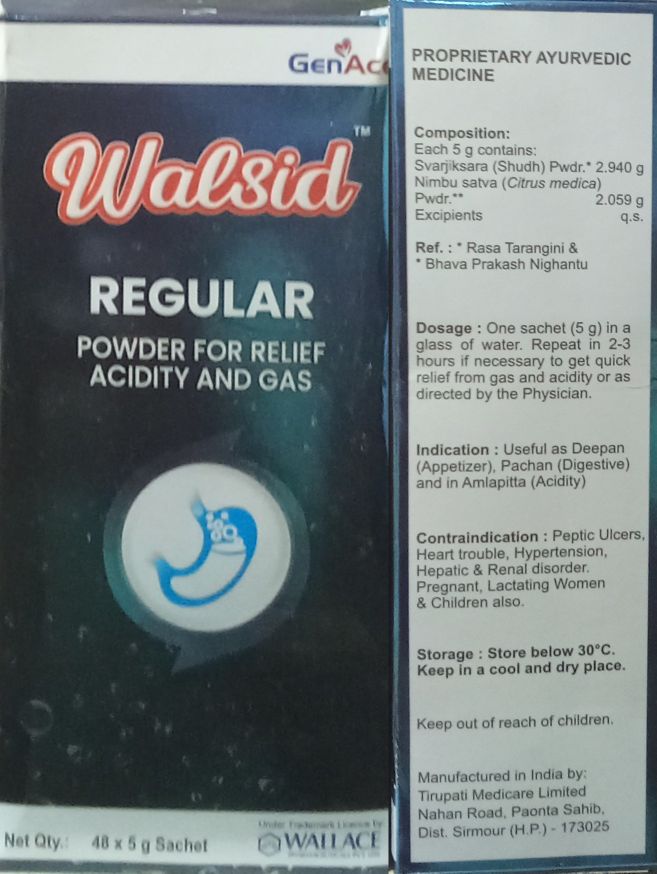 GenAc
Walsid™
REGULAR
POWDER FOR RELIEF
ACIDITY AND GAS
Net Qty.: 48 x 5 g Sachet
Under Trademark Licence by
WALLACE
PROPRIETARY AYURVEDIC
MEDICINE
Composition:
Each 5 g contains:
Svarjiksara (Shudh) Pwdr.* 2.940 g
Nimbu satva (Citrus medica)
Pwdr.** 2.059 g
Excipients q.s.
Ref. : * Rasa Tarangini &
* Bhava Prakash Nighantu
Dosage : One sachet (5 g) in a
glass of water. Repeat in 2-3
hours if necessary to get quick
relief from gas and acidity or as
directed by the Physician.
Indication : Useful as Deepan
(Appetizer), Pachan (Digestive)
and in Amlapitta (Acidity)
Contraindication : Peptic Ulcers,
Heart trouble, Hypertension,
Hepatic & Renal disorder.
Pregnant, Lactating Women
& Children also.
Storage : Store below 30°C.
Keep in a cool and dry place.
Keep out of reach of children.
Manufactured in India by:
Tirupati Medicare Limited
Nahan Road, Paonta Sahib,
Dist. Sirmour (H.P.) - 173025